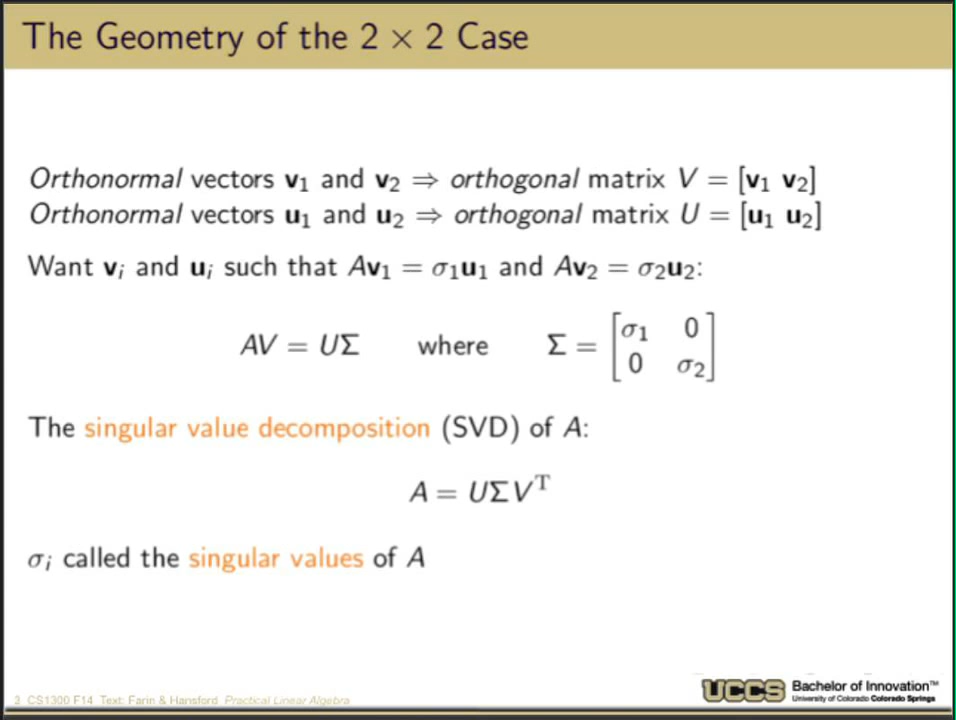 The Geometry of the 2 × 2 Case
Orthonormal vectors v₁ and v₂ ⇒ orthogonal matrix V = [v₁ v₂]
Orthonormal vectors u₁ and u₂ ⇒ orthogonal matrix U = [u₁ u₂]
Want vᵢ and uᵢ such that Av₁ = σ₁u₁ and Av₂ = σ₂u₂:
AV = UΣ where Σ = [σ₁ 0
0 σ₂]
The singular value decomposition (SVD) of A:
A = UΣVᵀ
σᵢ called the singular values of A
3 CS1300 F14 Text: Farin & Hansford Practical Linear Algebra
UCCS Bachelor of Innovation™
University of Colorado Colorado Springs